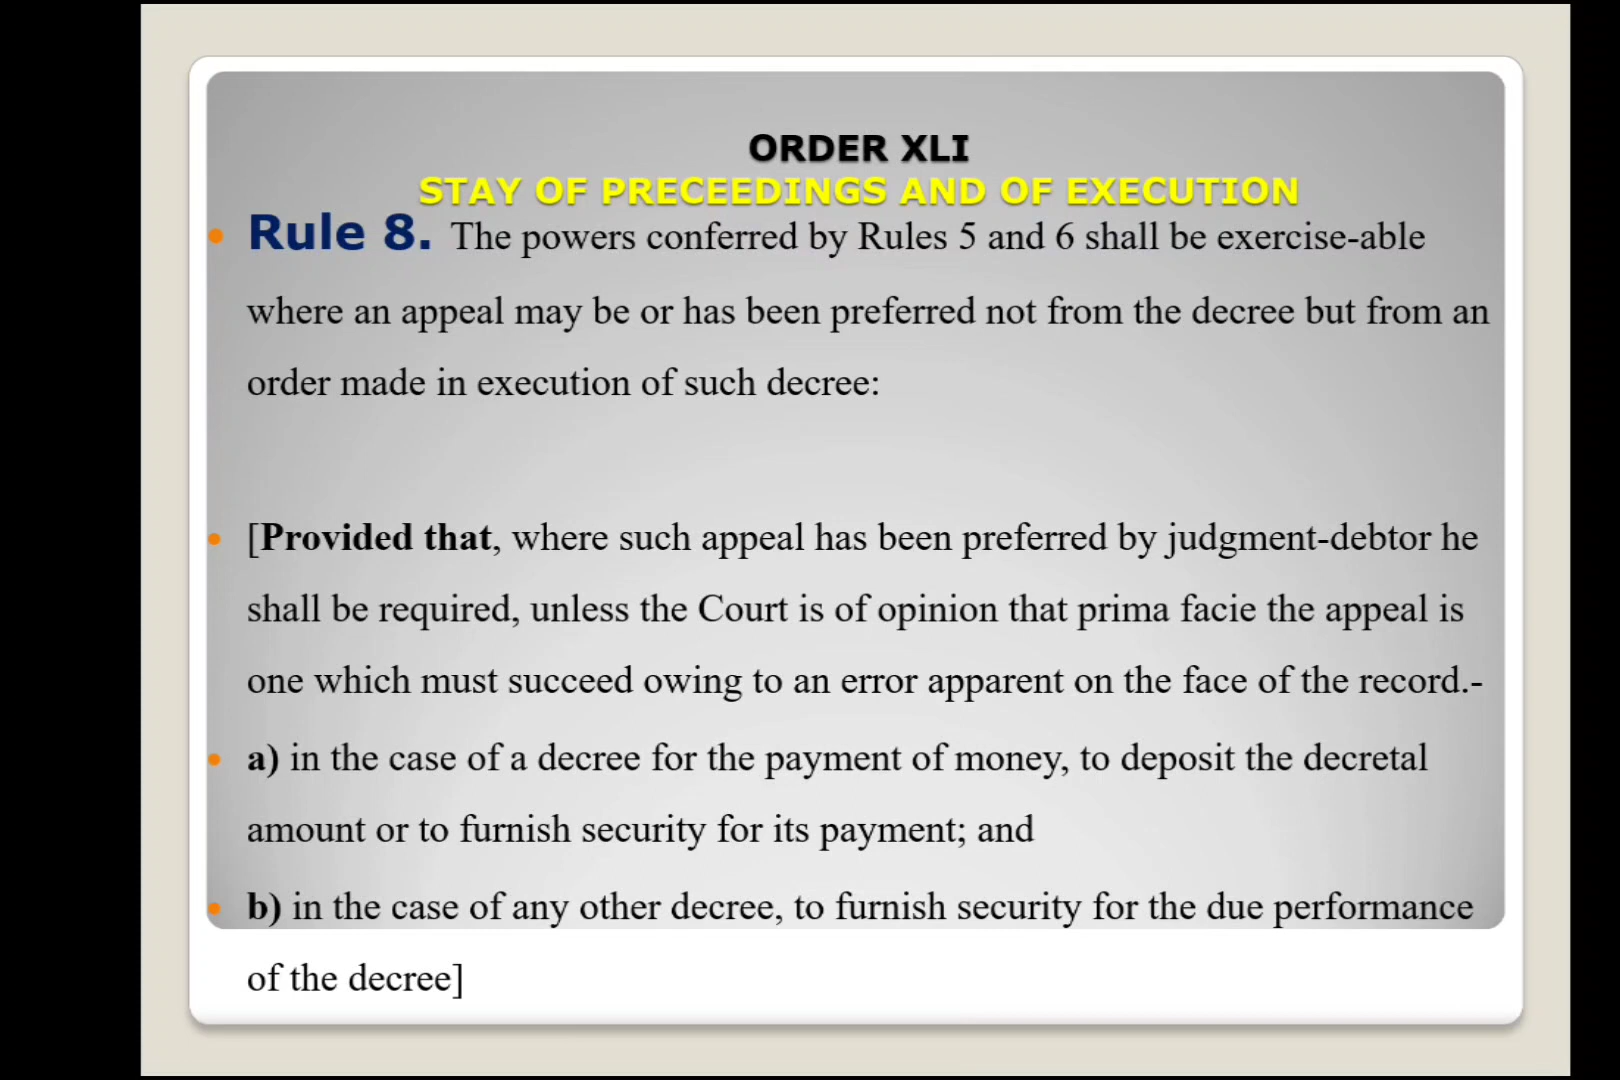 ORDER XLI
STAY OF PRECEEDINGS AND OF EXECUTION
• Rule 8. The powers conferred by Rules 5 and 6 shall be exercise-able
where an appeal may be or has been preferred not from the decree but from an
order made in execution of such decree:
• [Provided that, where such appeal has been preferred by judgment-debtor he
shall be required, unless the Court is of opinion that prima facie the appeal is
one which must succeed owing to an error apparent on the face of the record.-
• a) in the case of a decree for the payment of money, to deposit the decretal
amount or to furnish security for its payment; and
• b) in the case of any other decree, to furnish security for the due performance
of the decree]